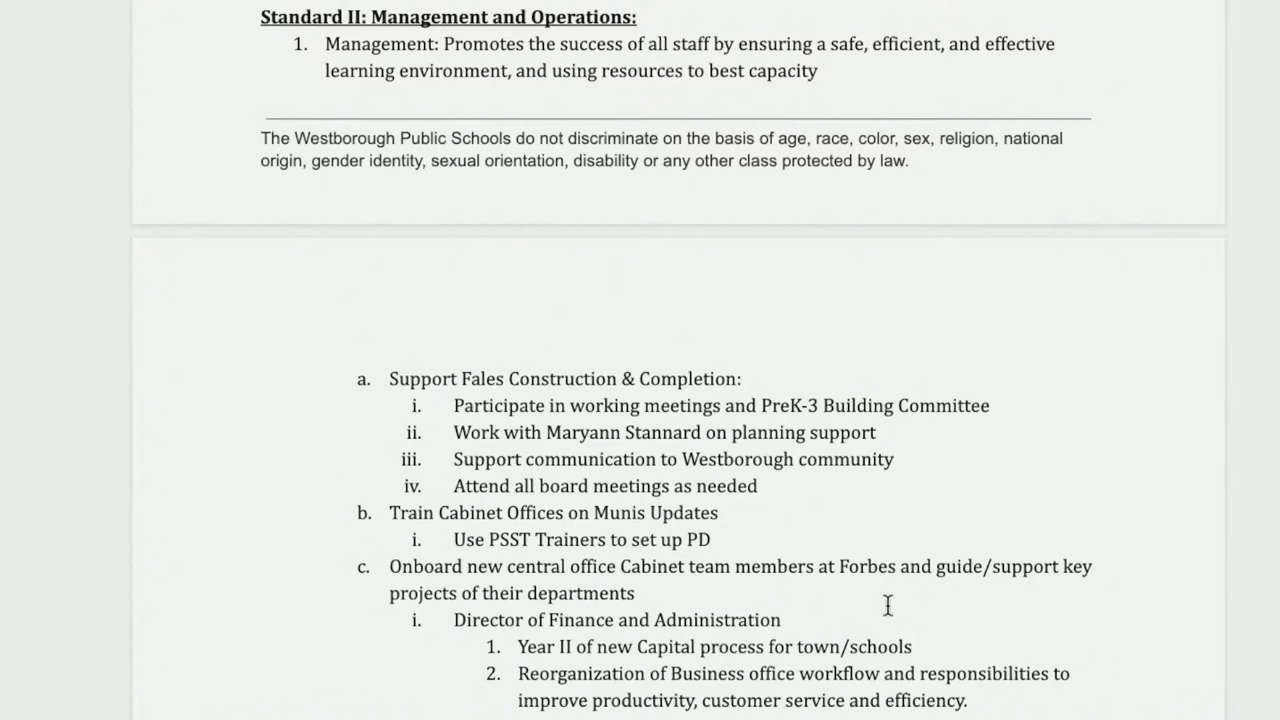 Standard II: Management and Operations:
1. Management: Promotes the success of all staff by ensuring a safe, efficient, and effective
learning environment, and using resources to best capacity
The Westborough Public Schools do not discriminate on the basis of age, race, color, sex, religion, national
origin, gender identity, sexual orientation, disability or any other class protected by law.
a. Support Fales Construction & Completion:
i. Participate in working meetings and PreK-3 Building Committee
ii. Work with Maryann Stannard on planning support
iii. Support communication to Westborough community
iv. Attend all board meetings as needed
b. Train Cabinet Offices on Munis Updates
i. Use PSST Trainers to set up PD
c. Onboard new central office Cabinet team members at Forbes and guide/support key
projects of their departments
i. Director of Finance and Administration
1. Year II of new Capital process for town/schools
2. Reorganization of Business office workflow and responsibilities to
improve productivity, customer service and efficiency.